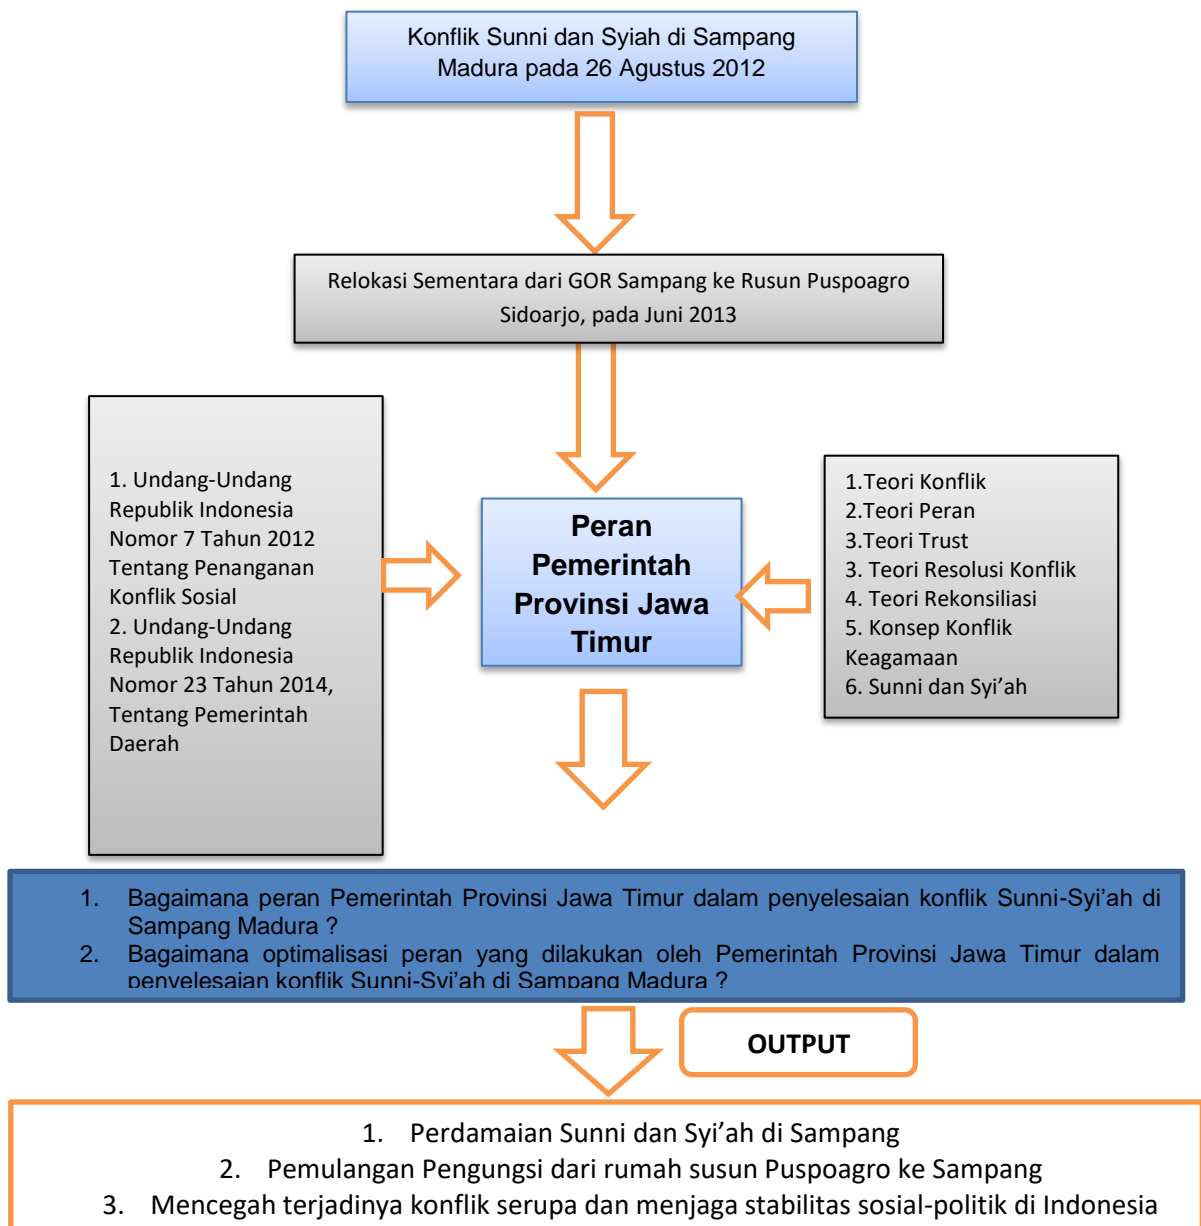 Konflik Sunni dan Syiah di Sampang
Madura pada 26 Agustus 2012
Relokasi Sementara dari GOR Sampang ke Rusun Puspoagro
Sidoarjo, pada Juni 2013
1. Undang-Undang
Republik Indonesia
Nomor 7 Tahun 2012
Tentang Penanganan
Konflik Sosial
2. Undang-Undang
Republik Indonesia
Nomor 23 Tahun 2014,
Tentang Pemerintah
Daerah
Peran
Pemerintah
Provinsi Jawa
Timur
1.Teori Konflik
2.Teori Peran
3.Teori Trust
3. Teori Resolusi Konflik
4. Teori Rekonsiliasi
5. Konsep Konflik
Keagamaan
6. Sunni dan Syi’ah
1. Bagaimana peran Pemerintah Provinsi Jawa Timur dalam penyelesaian konflik Sunni-Syi’ah di
Sampang Madura ?
2. Bagaimana optimalisasi peran yang dilakukan oleh Pemerintah Provinsi Jawa Timur dalam
penyelesaian konflik Sunni-Syi’ah di Sampang Madura ?
OUTPUT
1. Perdamaian Sunni dan Syi’ah di Sampang
2. Pemulangan Pengungsi dari rumah susun Puspoagro ke Sampang
3. Mencegah terjadinya konflik serupa dan menjaga stabilitas sosial-politik di Indonesia